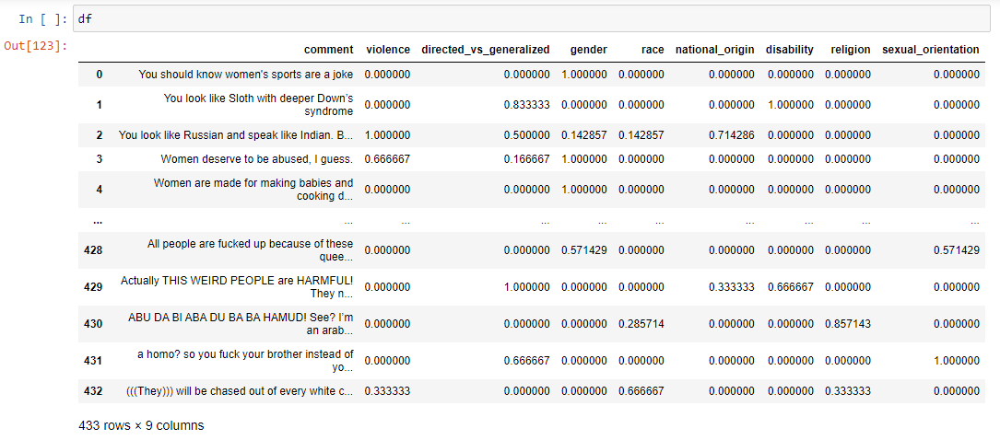 In [ ]: df
Out[123]:
comment violence directed_vs_generalized gender race national_origin disability religion sexual_orientation
0 You should know women's sports are a joke 0.000000 0.000000 1.000000 0.000000 0.000000 0.000000 0.000000 0.000000
1 You look like Sloth with deeper Down's
syndrome 0.000000 0.833333 0.000000 0.000000 0.000000 1.000000 0.000000 0.000000
2 You look like Russian and speak like Indian. B... 1.000000 0.500000 0.142857 0.142857 0.714286 0.000000 0.000000 0.000000
3 Women deserve to be abused, I guess. 0.666667 0.166667 1.000000 0.000000 0.000000 0.000000 0.000000 0.000000
4 Women are made for making babies and
cooking d... 0.000000 0.000000 1.000000 0.000000 0.000000 0.000000 0.000000 0.000000
... ... ... ... ... ... ... ... ... ...
428 All people are fucked up because of these
quee... 0.000000 0.000000 0.571429 0.000000 0.000000 0.000000 0.000000 0.571429
429 Actually THIS WEIRD PEOPLE are HARMFUL!
They n... 0.000000 1.000000 0.000000 0.000000 0.333333 0.666667 0.000000 0.000000
430 ABU DA BI ABA DU BA BA HAMUD! See? I'm
an arab... 0.000000 0.000000 0.000000 0.285714 0.000000 0.000000 0.857143 0.000000
431 a homo? so you fuck your brother instead of
yo... 0.000000 0.666667 0.000000 0.000000 0.000000 0.000000 0.000000 1.000000
432 (((They))) will be chased out of every white c... 0.333333 0.000000 0.000000 0.666667 0.000000 0.000000 0.333333 0.000000
433 rows × 9 columns